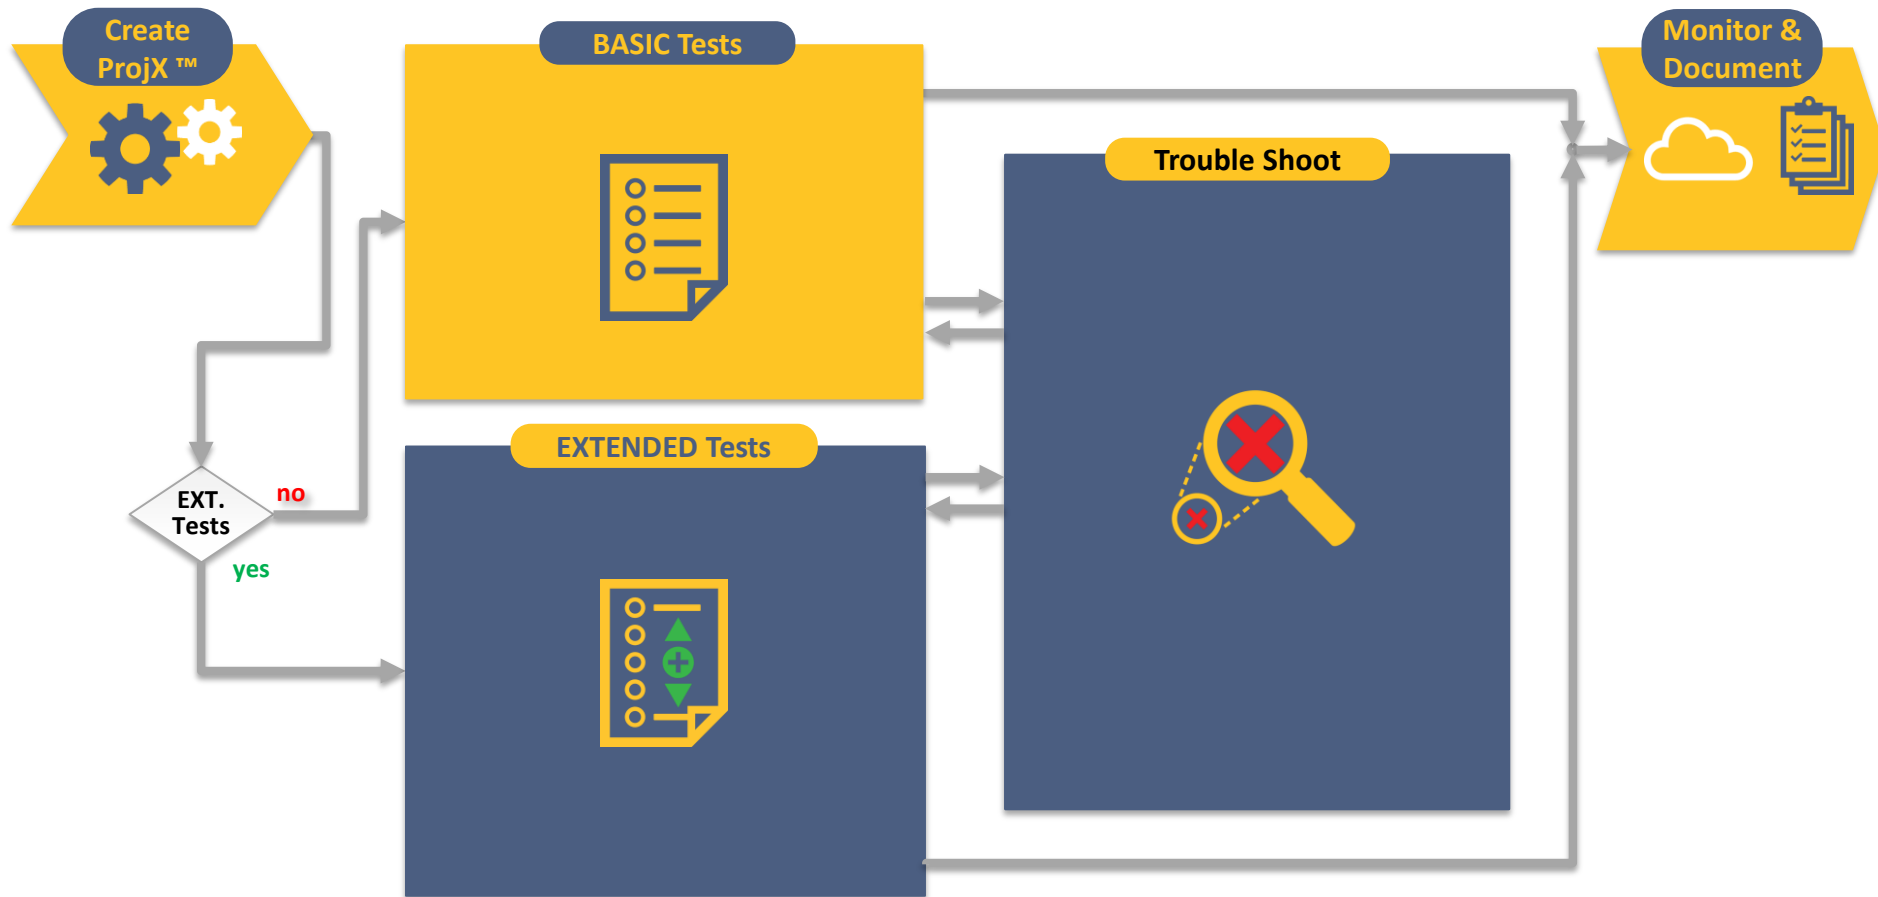 Create
ProjX ™
BASIC Tests
Monitor &
Document
Trouble Shoot
EXTENDED Tests
EXT.
Tests
no
yes